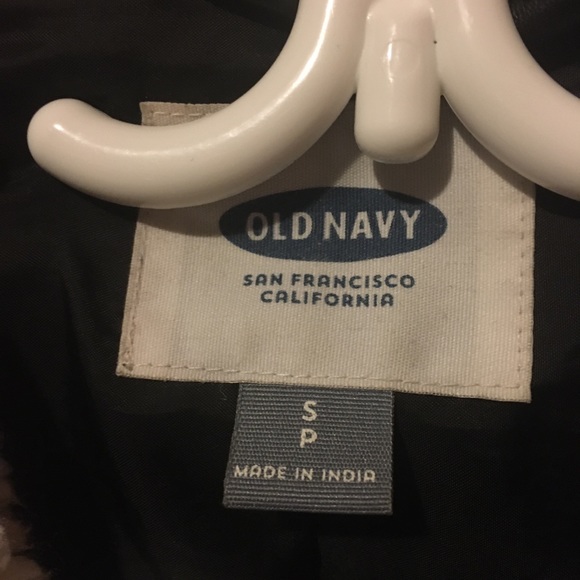 OLD NAVY
SAN FRANCISCO
CALIFORNIA
S
P
MADE IN INDIA